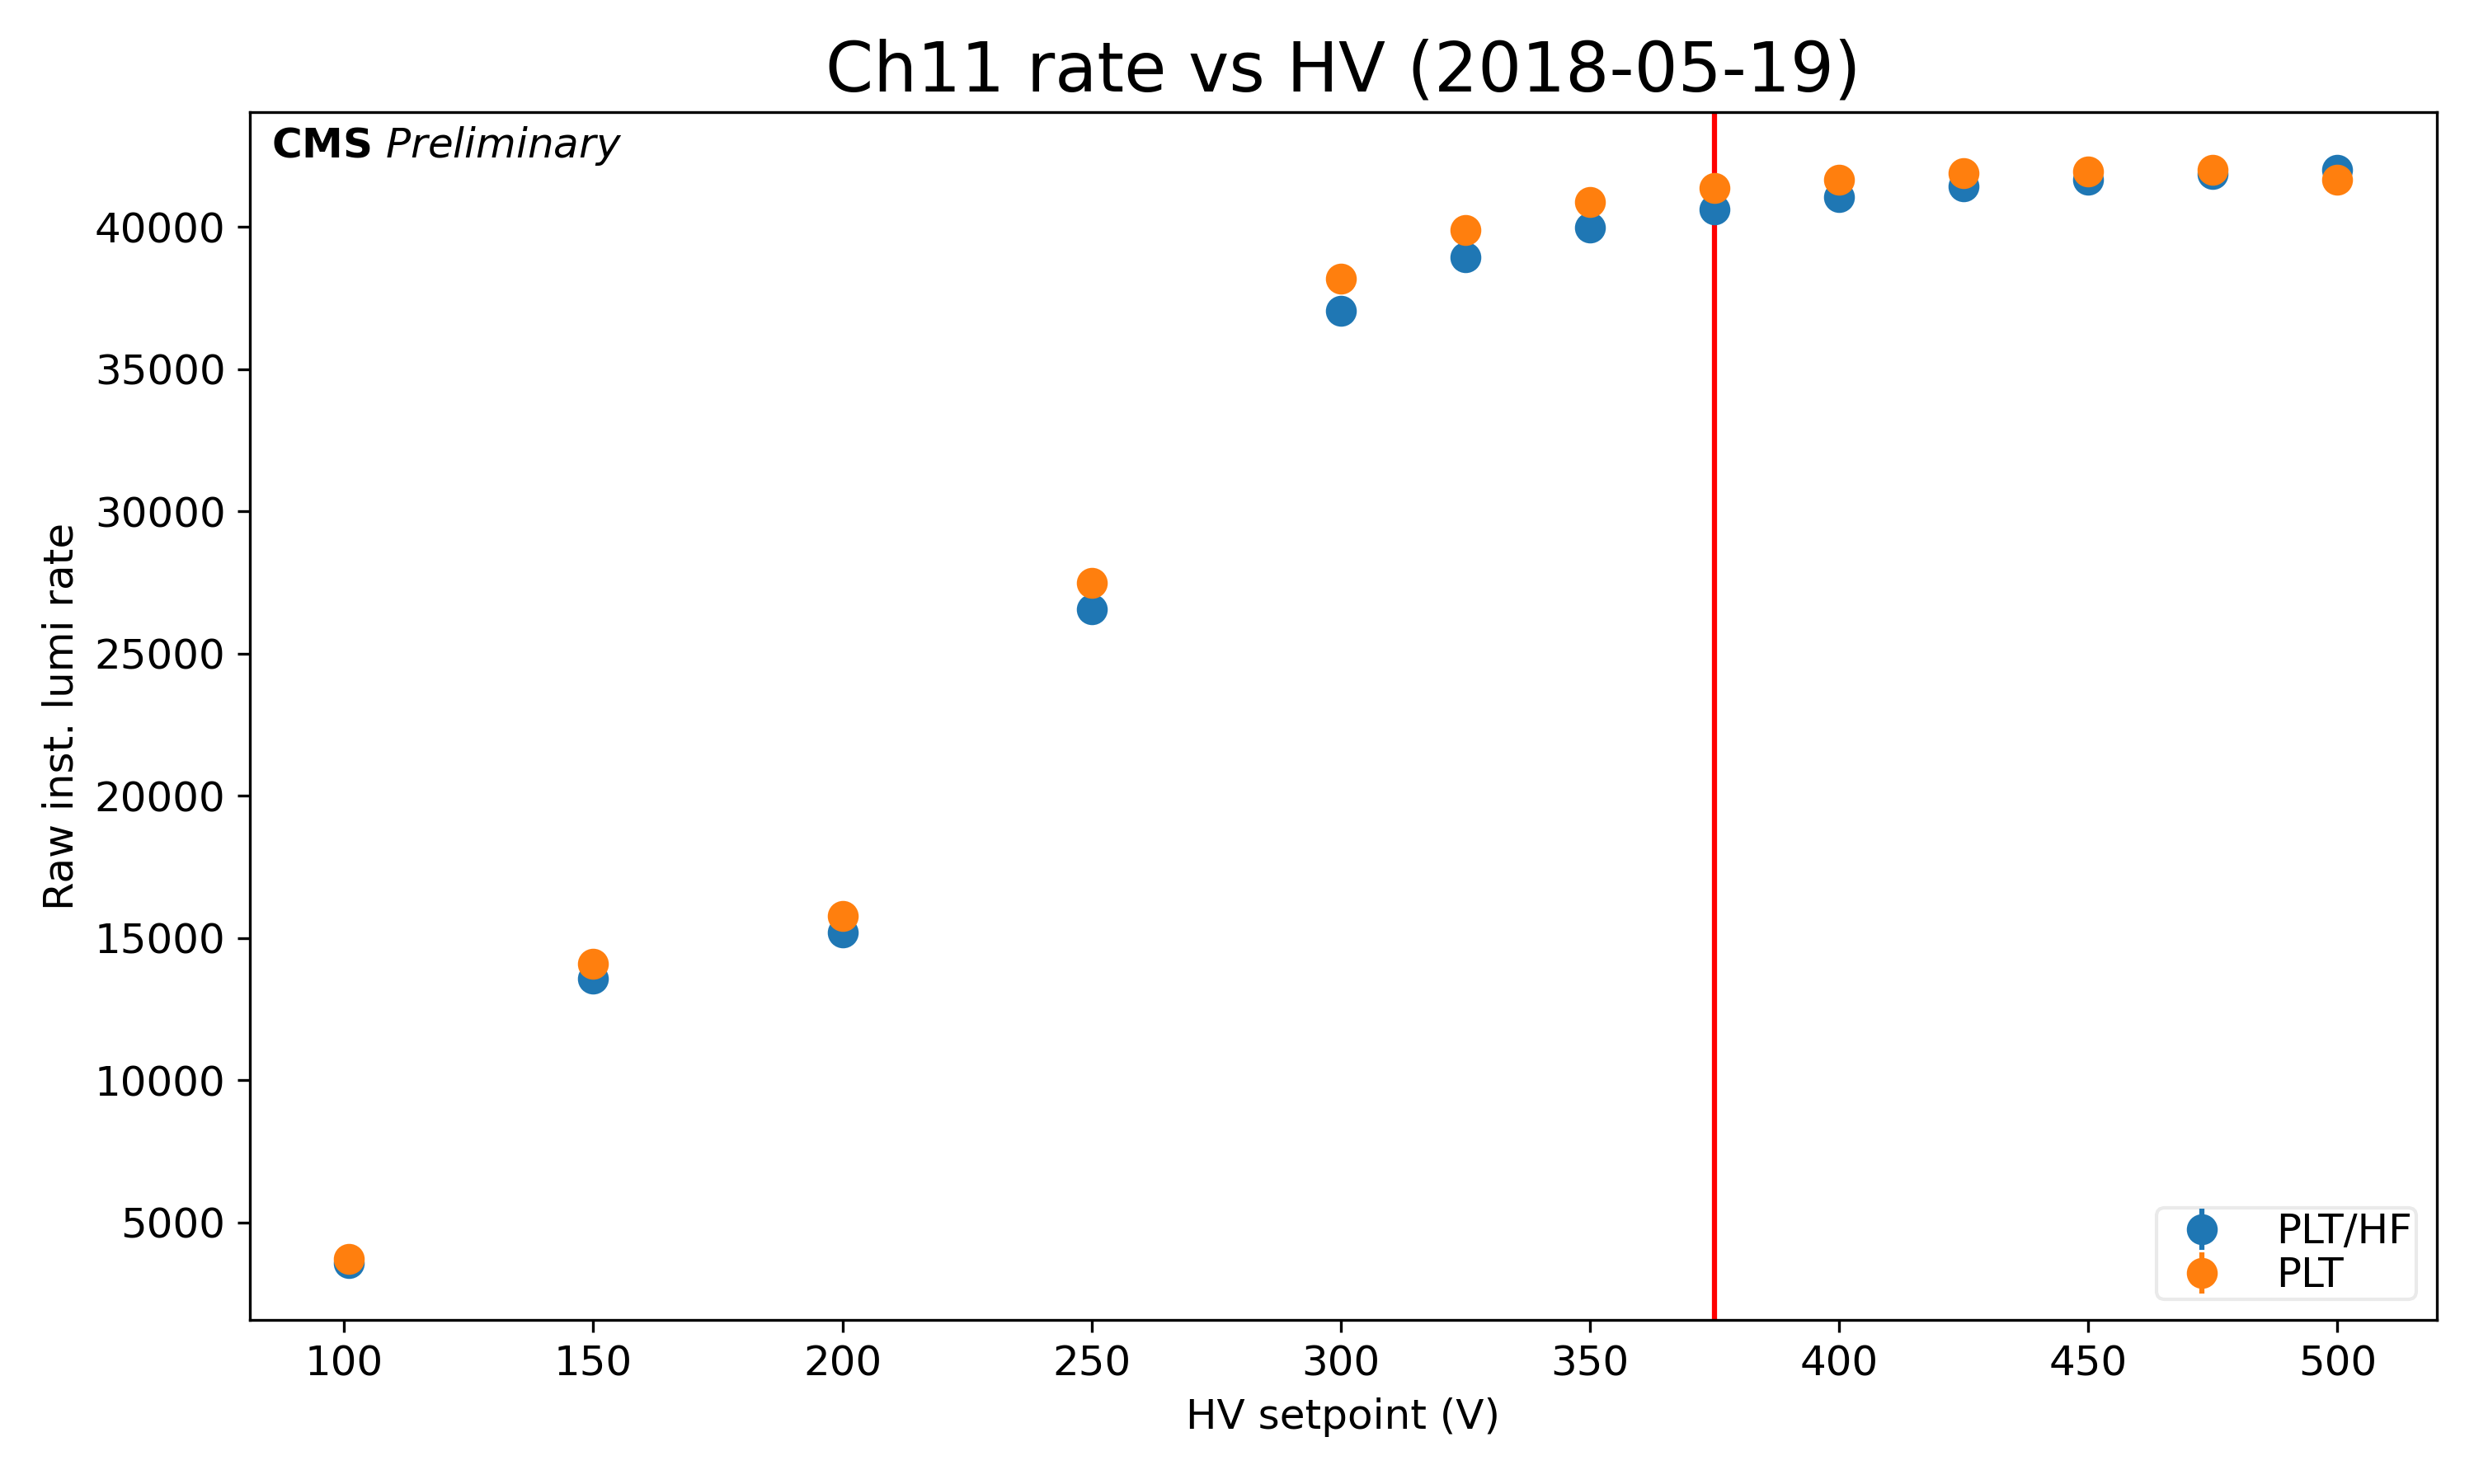 Ch11 rate vs HV (2018-05-19)
CMS Preliminary
Raw inst. lumi rate
40000
35000
30000
25000
20000
15000
10000
5000
100 150 200 250 300 350 400 450 500
HV setpoint (V)
PLT/HF
PLT